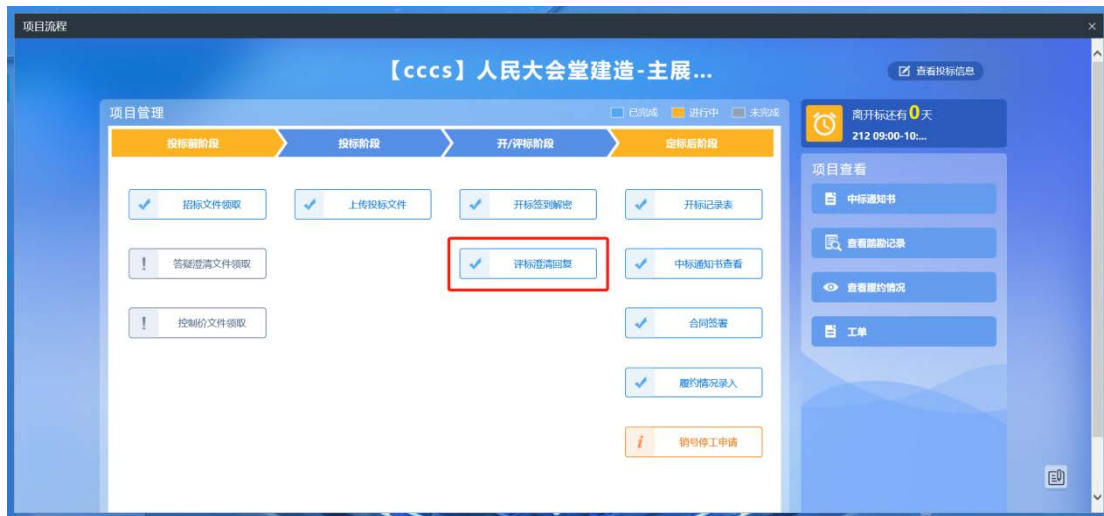 项目流程
【cccs】人民大会堂建造-主展...
查看投标信息
项目管理
已完成 进行中 未完成
投标前阶段 投标阶段 开/评标阶段 定标后阶段
招标文件领取 上传投标文件 开标签到解密 开标记录表
答疑澄清文件领取 评标澄清回复 中标通知书查看
控制价文件领取 合同签署
履约情况录入
销号停工申请
离开标还有0天
212 09:00-10:...
项目查看
中标通知书
查看踏勘记录
查看履约情况
工单